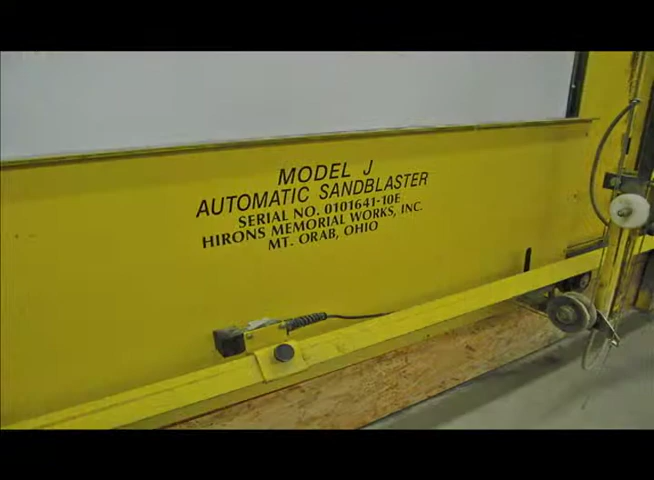 MODEL J
AUTOMATIC SANDBLASTER
SERIAL NO. 0101641-10E
HIRONS MEMORIAL WORKS, INC.
MT. ORAB, OHIO